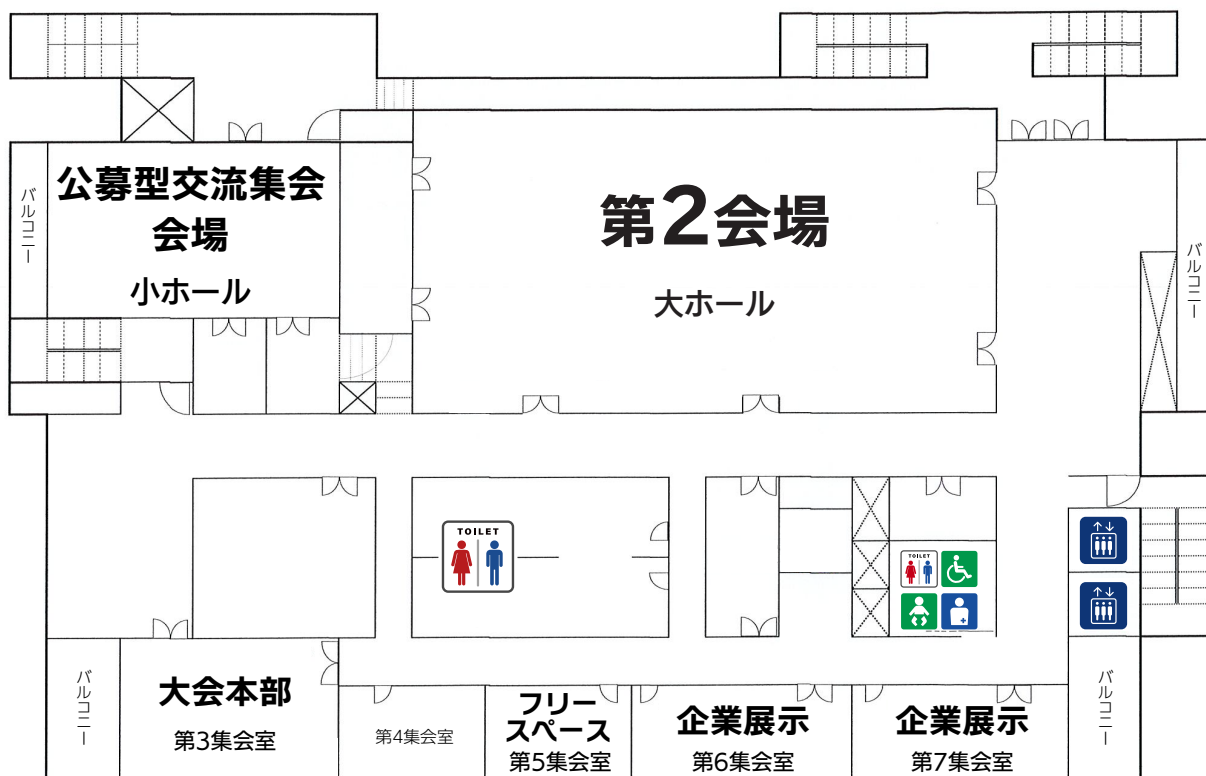 公募型交流集会
会場
小ホール
バルコニー
第2会場
大ホール
バルコニー
TOILET
TOILET
バルコニー
大会本部
第3集会室
第4集会室
フリー
スペース
第5集会室
企業展示
第6集会室
企業展示
第7集会室
バルコニー